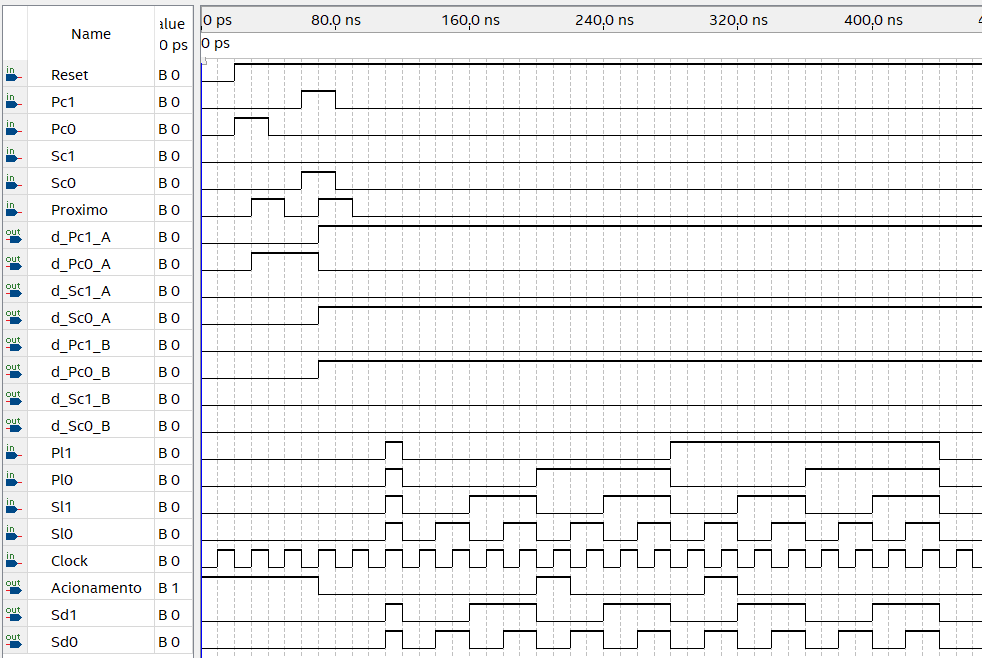 Name
alue
0 ps
0 ps 80.0 ns 160.0 ns 240.0 ns 320.0 ns 400.0 ns 4
0 ps
in Reset B 0
in Pc1 B 0
in Pc0 B 0
in Sc1 B 0
in Sc0 B 0
in Proximo B 0
out d_Pc1_A B 0
out d_Pc0_A B 0
out d_Sc1_A B 0
out d_Sc0_A B 0
out d_Pc1_B B 0
out d_Pc0_B B 0
out d_Sc1_B B 0
out d_Sc0_B B 0
in Pl1 B 0
in Pl0 B 0
in Sl1 B 0
in Sl0 B 0
in Clock B 0
out Acionamento B 1
out Sd1 B 0
out Sd0 B 0